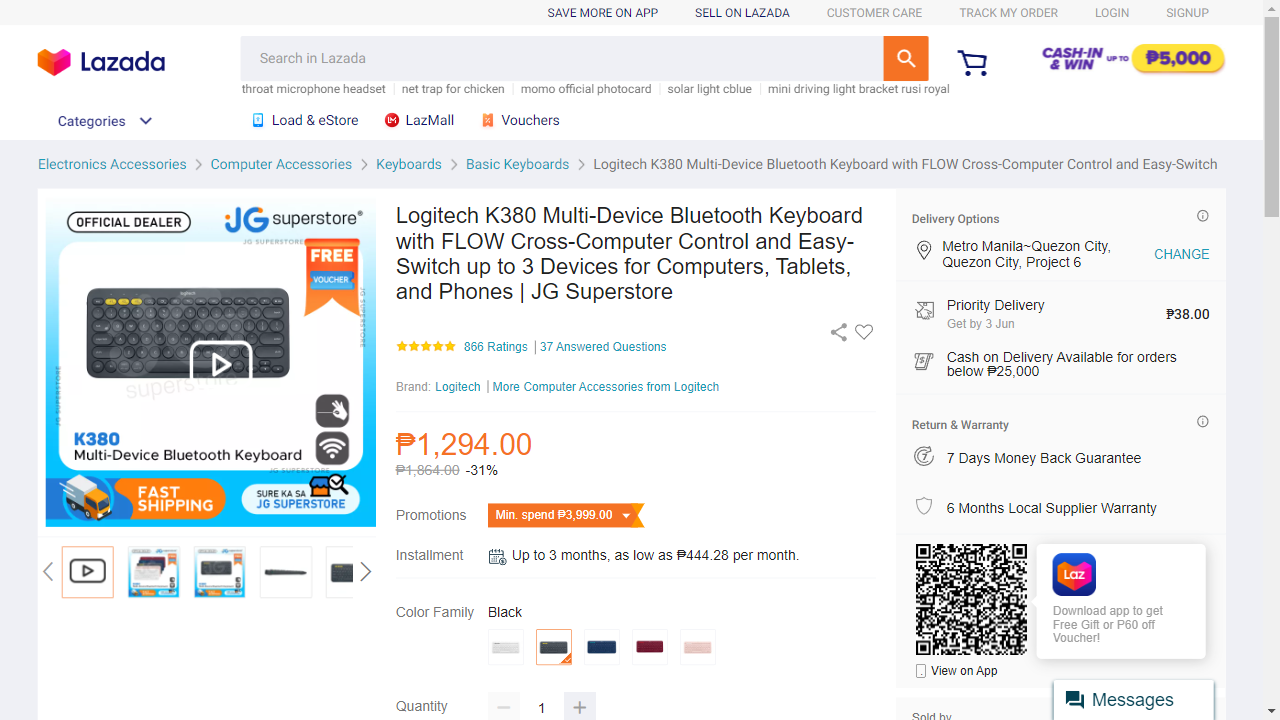 SAVE MORE ON APP
SELL ON LAZADA
CUSTOMER CARE
TRACK MY ORDER
LOGIN
SIGNUP
Lazada
Search in Lazada
CASH-IN & WIN UP TO ₱5,000
throat microphone headset
net trap for chicken
momo official photocard
solar light cblue
mini driving light bracket rusi royal
Categories
Load & eStore
LazMall
Vouchers
Electronics Accessories
Computer Accessories
Keyboards
Basic Keyboards
Logitech K380 Multi-Device Bluetooth Keyboard with FLOW Cross-Computer Control and Easy-Switch
OFFICIAL DEALER
JG superstore®
JG SUPERSTORE
FREE
VOUCHER
JG SUPERSTORE
JG SUPERSTORE
logitech
superstore
K380
Multi-Device Bluetooth Keyboard
JG SUPERSTORE
FAST
SHIPPING
SURE KA SA
JG SUPERSTORE
Logitech K380 Multi-Device Bluetooth Keyboard
with FLOW Cross-Computer Control and Easy-
Switch up to 3 Devices for Computers, Tablets,
and Phones | JG Superstore
866 Ratings
37 Answered Questions
Brand: Logitech
More Computer Accessories from Logitech
₱1,294.00
₱1,864.00 -31%
Promotions
Min. spend ₱3,999.00
Installment
Up to 3 months, as low as ₱444.28 per month.
Color Family
Black
Quantity
1
Delivery Options
Metro Manila~Quezon City,
Quezon City, Project 6
CHANGE
Priority Delivery
Get by 3 Jun
₱38.00
Cash on Delivery Available for orders
below ₱25,000
Return & Warranty
7 Days Money Back Guarantee
6 Months Local Supplier Warranty
Laz
Download app to get
Free Gift or P60 off
Voucher!
View on App
Sold by
Messages